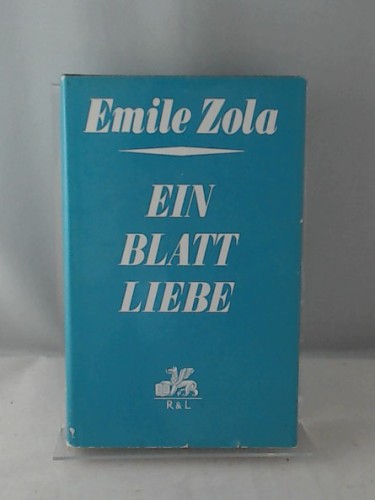 Emile Zola
EIN
BLATT
LIEBE
R & L